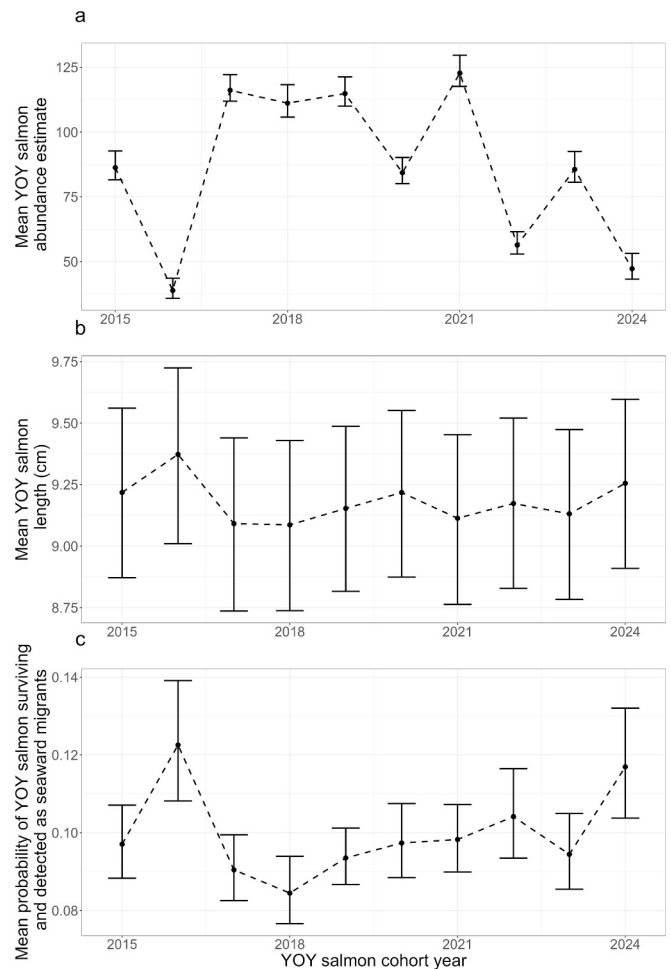 a
Mean YOY salmon
abundance estimate
125
100
75
50
2015 2018 2021 2024
b
Mean YOY salmon
length (cm)
9.75
9.50
9.25
9.00
8.75
2015 2018 2021 2024
c
Mean probability of YOY salmon surviving
and detected as seaward migrants
0.14
0.12
0.10
0.08
2015 2018 2021 2024
YOY salmon cohort year